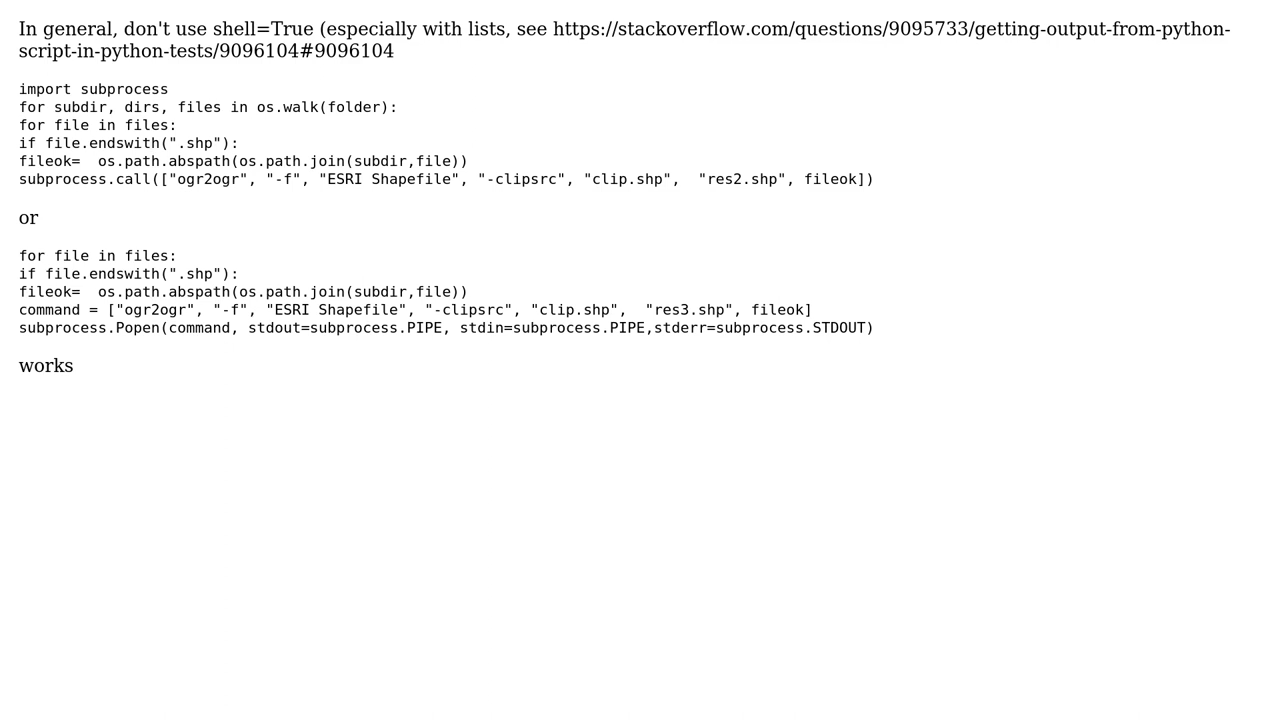 In general, don't use shell=True (especially with lists, see https://stackoverflow.com/questions/9095733/getting-output-from-python-
script-in-python-tests/9096104#9096104
import subprocess
for subdir, dirs, files in os.walk(folder):
for file in files:
if file.endswith(".shp"):
fileok=  os.path.abspath(os.path.join(subdir,file))
subprocess.call(["ogr2ogr", "-f", "ESRI Shapefile", "-clipsrc", "clip.shp",  "res2.shp", fileok])
or
for file in files:
if file.endswith(".shp"):
fileok=  os.path.abspath(os.path.join(subdir,file))
command = ["ogr2ogr", "-f", "ESRI Shapefile", "-clipsrc", "clip.shp",  "res3.shp", fileok]
subprocess.Popen(command, stdout=subprocess.PIPE, stdin=subprocess.PIPE,stderr=subprocess.STDOUT)
works